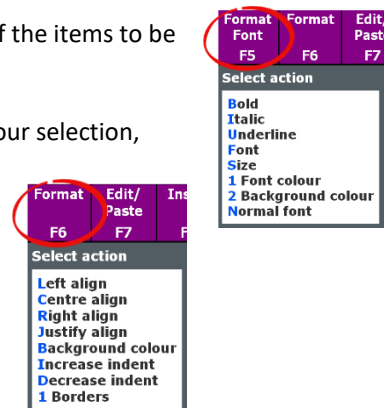 f the items to be
our selection,
Format Format Edit/
Font Paste
F5 F6 F7
Select action
Bold
Italic
Underline
Font
Size
1 Font colour
2 Background colour
Normal font
Format Edit/ Ins
Paste
F6 F7 F
Select action
Left align
Centre align
Right align
Justify align
Background colour
Increase indent
Decrease indent
1 Borders